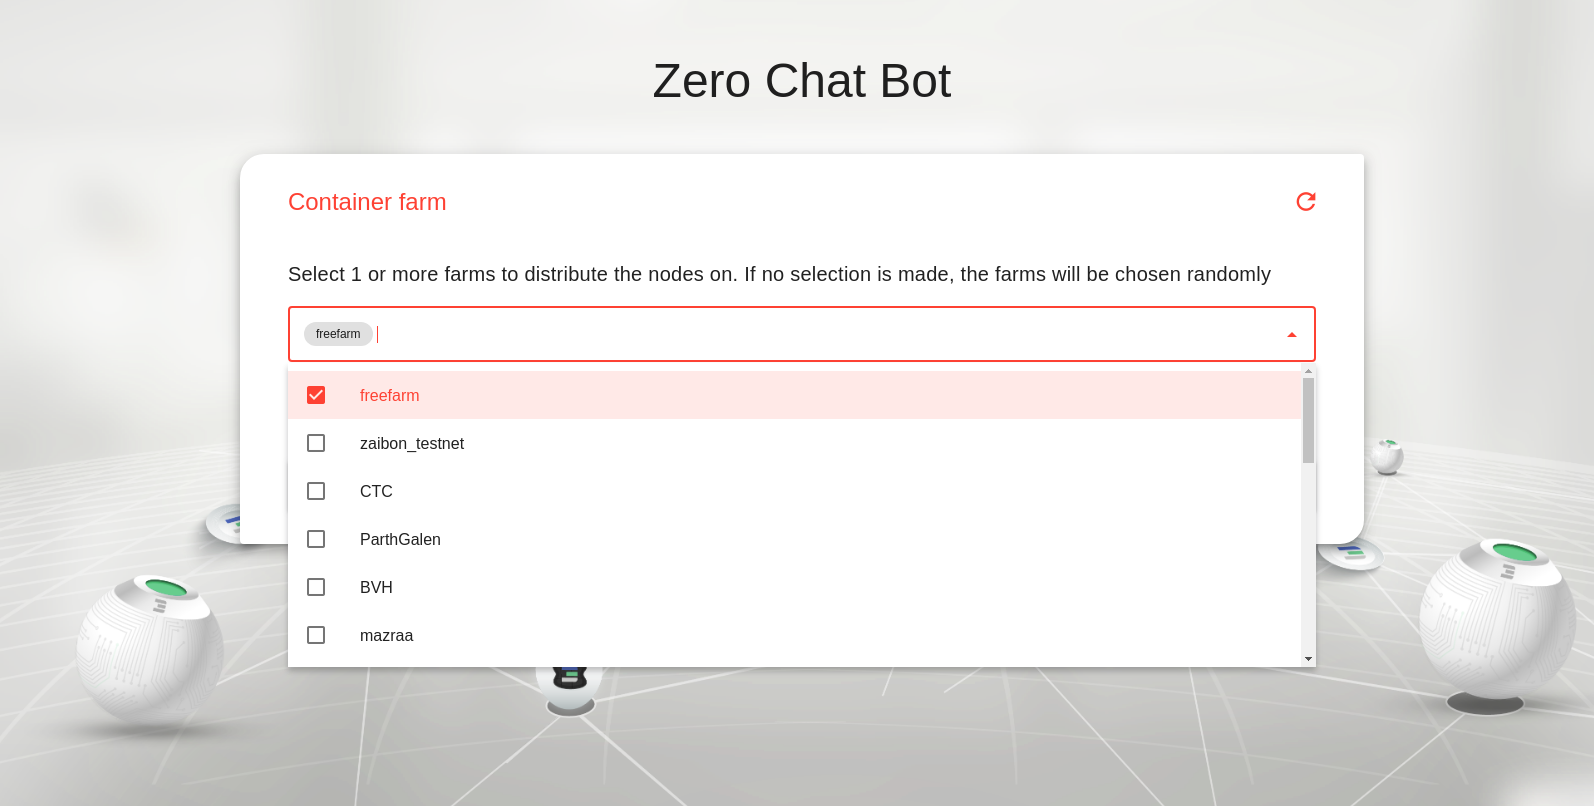 Zero Chat Bot
Container farm
Select 1 or more farms to distribute the nodes on. If no selection is made, the farms will be chosen randomly
freefarm
freefarm
zaibon_testnet
CTC
ParthGalen
BVH
mazraa